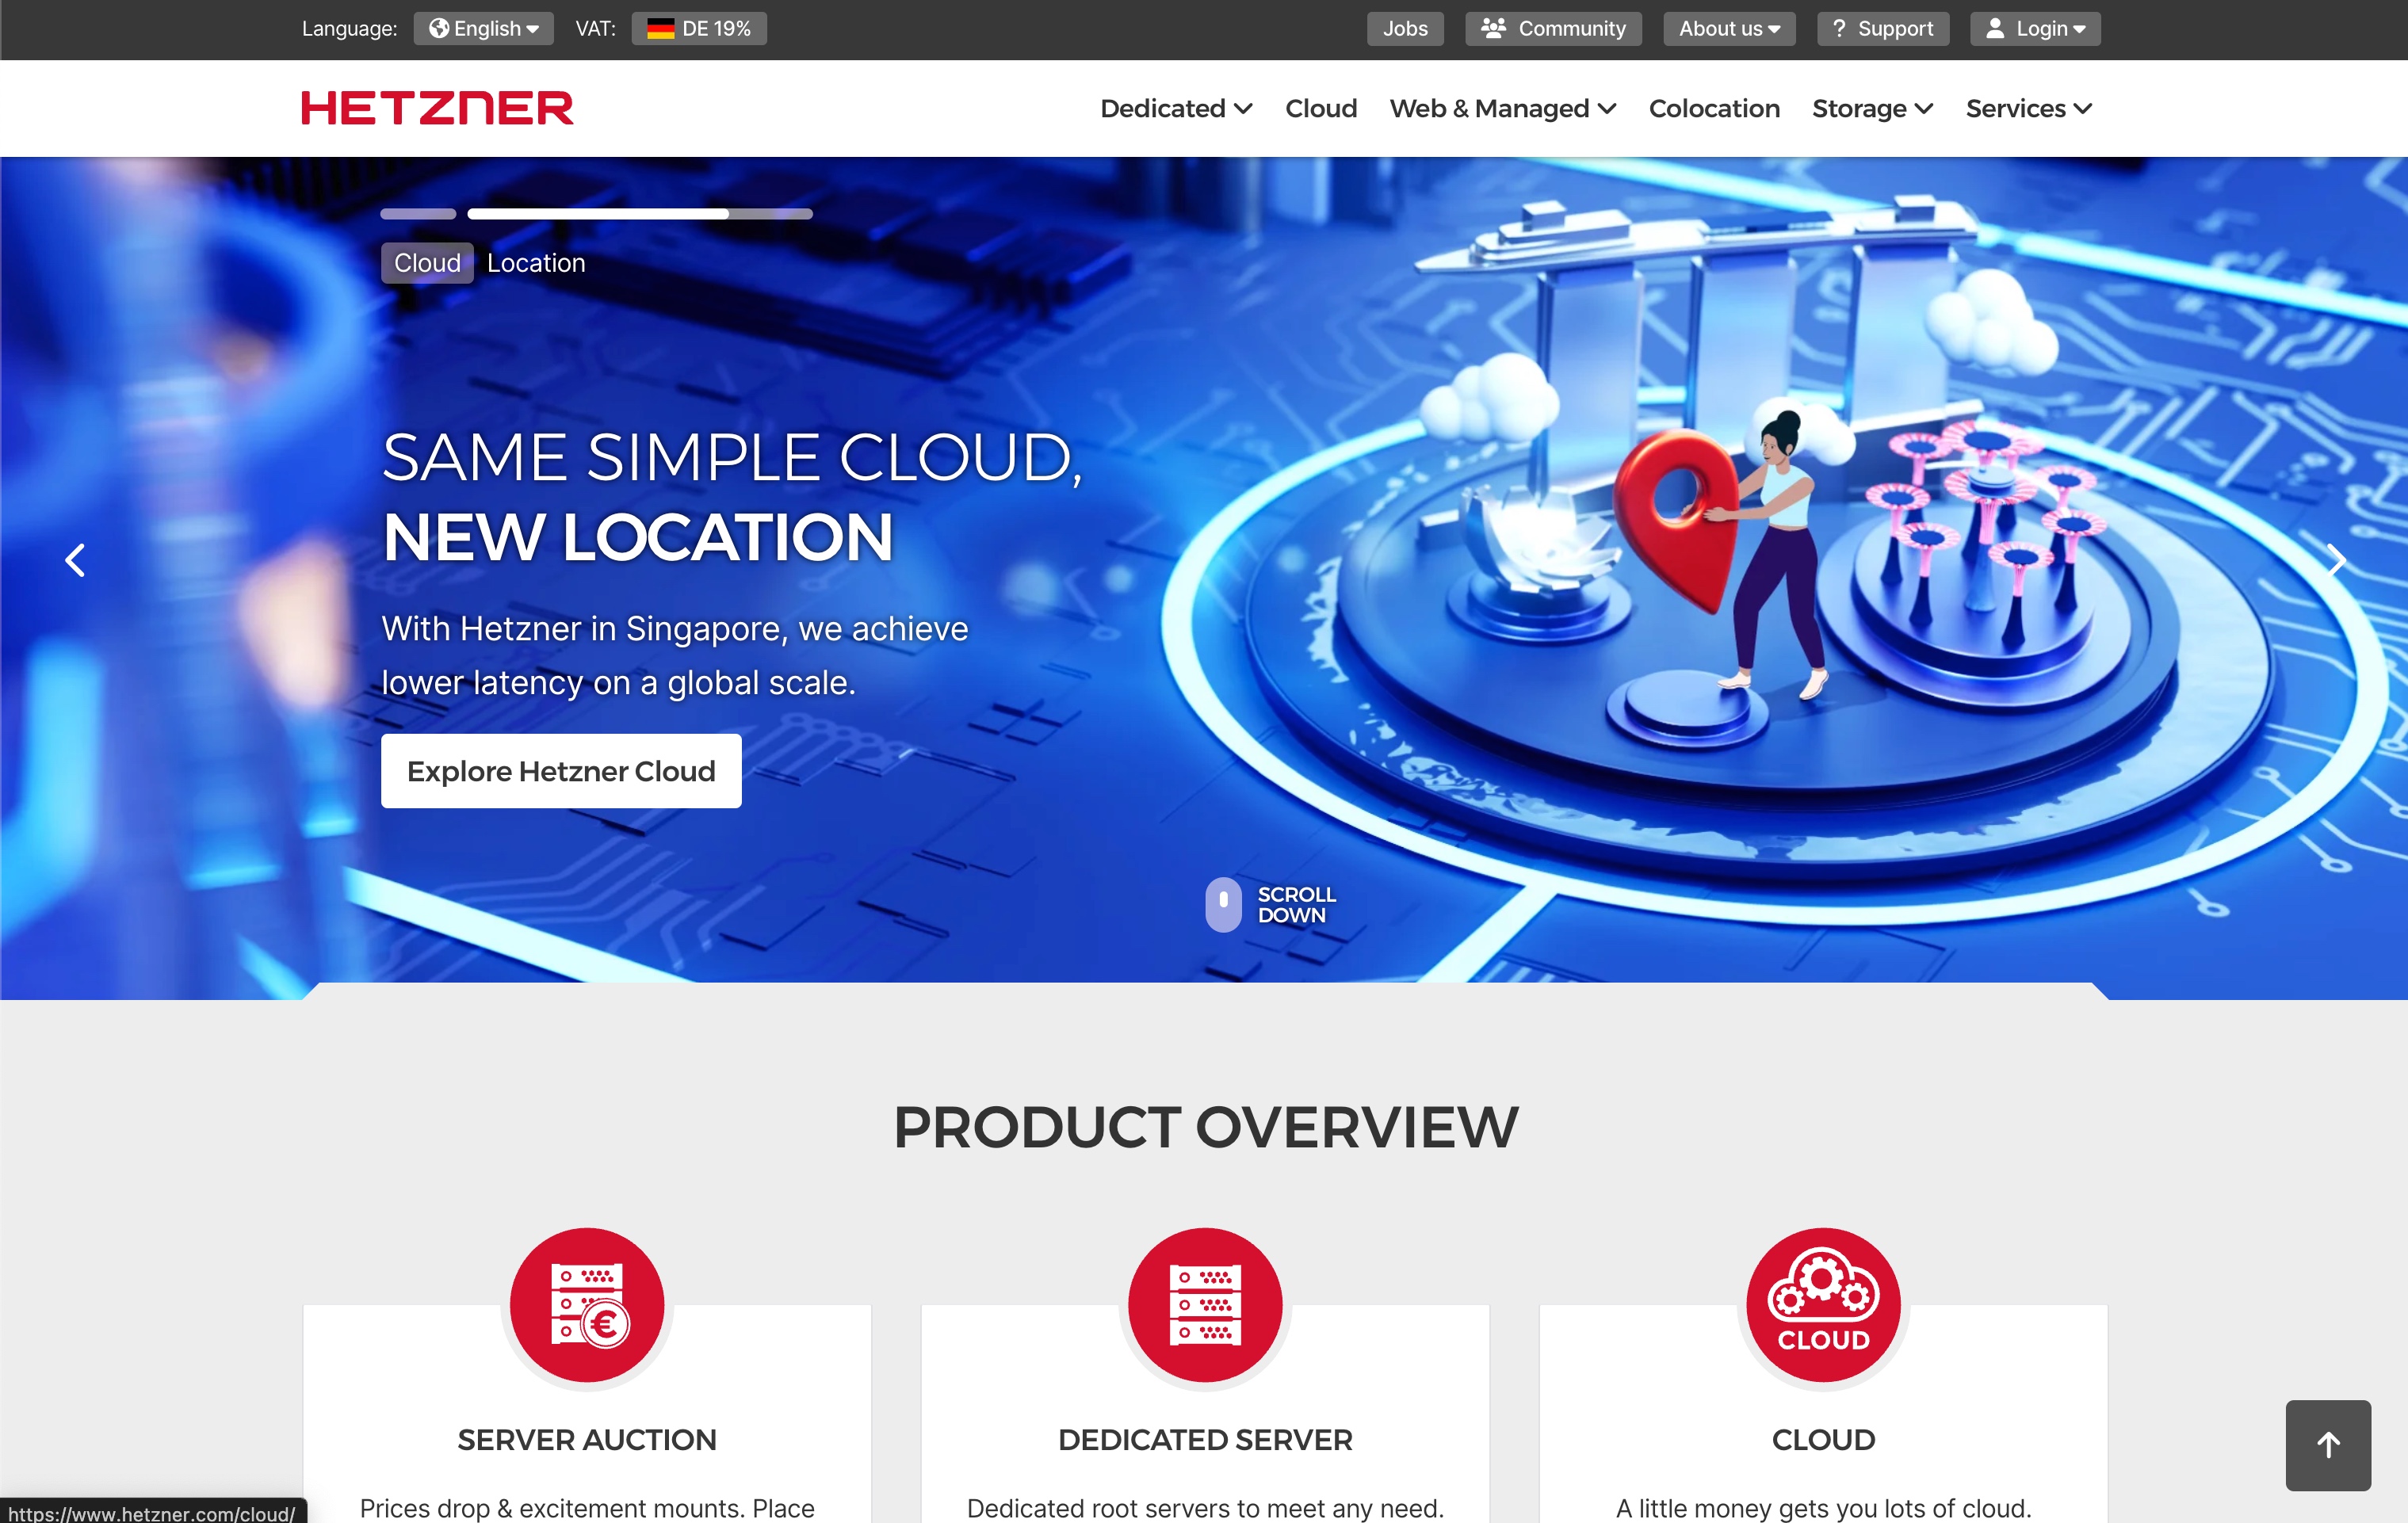 Language: English VAT: DE 19% Jobs Community About us ? Support Login
HETZNER Dedicated Cloud Web & Managed Colocation Storage Services
Cloud Location
SAME SIMPLE CLOUD,
NEW LOCATION
With Hetzner in Singapore, we achieve
lower latency on a global scale.
Explore Hetzner Cloud
SCROLL
DOWN
PRODUCT OVERVIEW
€
CLOUD
SERVER AUCTION DEDICATED SERVER CLOUD
Prices drop & excitement mounts. Place Dedicated root servers to meet any need. A little money gets you lots of cloud.
https://www.hetzner.com/cloud/